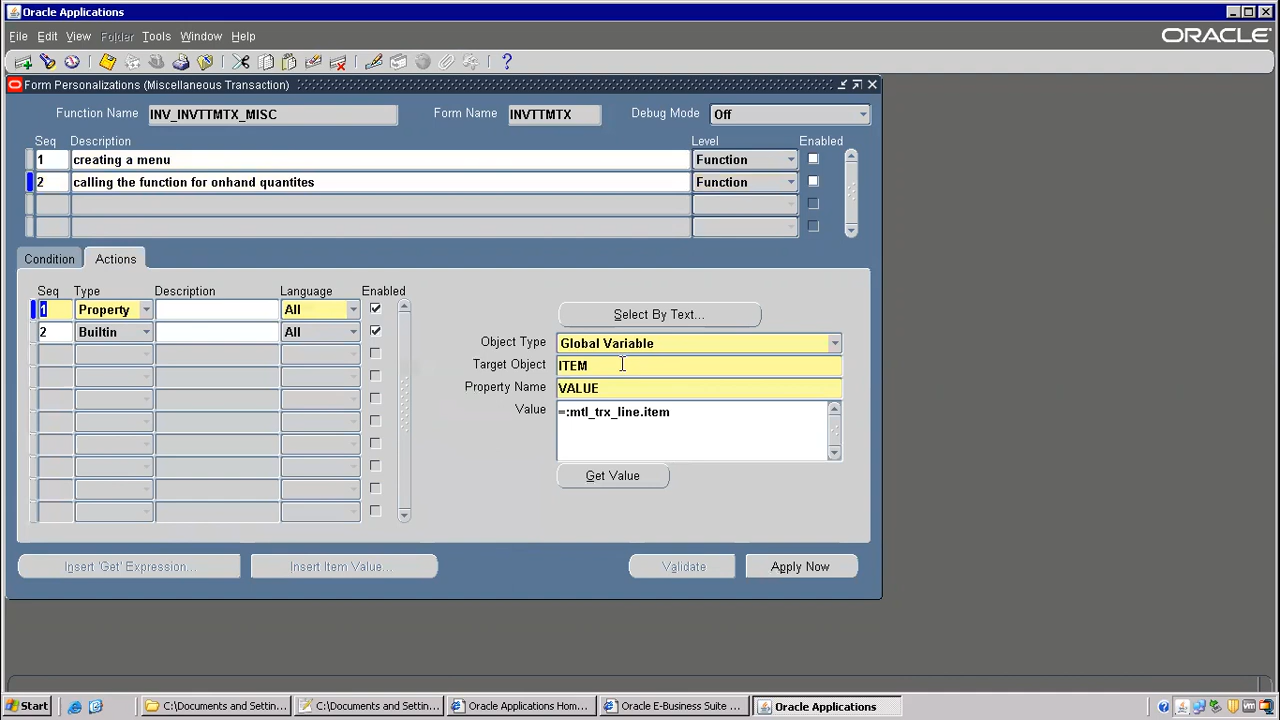 Oracle Applications
File Edit View Folder Tools Window Help
ORACLE
Form Personalizations (Miscellaneous Transaction)
Function Name INV_INVTTMTX_MISC Form Name INVTTMTX Debug Mode Off
Seq Description Level Enabled
1 creating a menu Function
2 calling the function for onhand quantites Function
Condition Actions
Seq Type Description Language Enabled
1 Property All
2 Builtin All
Select By Text...
Object Type Global Variable
Target Object ITEM
Property Name VALUE
Value =:mtl_trx_line.item
Get Value
Insert 'Get' Expression... Insert Item Value... Validate Apply Now
Start C:\Documents and Settin... C:\Documents and Settin... Oracle Applications Hom... Oracle E-Business Suite ... Oracle Applications